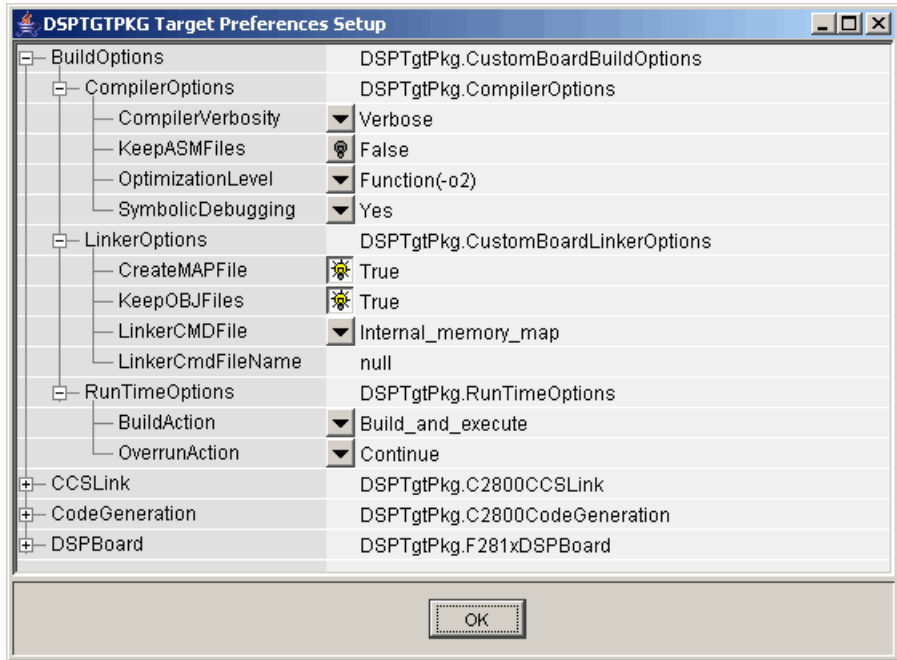 DSPTGTPKG Target Preferences Setup
BuildOptions DSPTgtPkg.CustomBoardBuildOptions
CompilerOptions DSPTgtPkg.CompilerOptions
CompilerVerbosity Verbose
KeepASMFiles False
OptimizationLevel Function(-o2)
SymbolicDebugging Yes
LinkerOptions DSPTgtPkg.CustomBoardLinkerOptions
CreateMAPFile True
KeepOBJFiles True
LinkerCMDFile Internal_memory_map
LinkerCmdFileName null
RunTimeOptions DSPTgtPkg.RunTimeOptions
BuildAction Build_and_execute
OverrunAction Continue
CCSLink DSPTgtPkg.C2800CCSLink
CodeGeneration DSPTgtPkg.C2800CodeGeneration
DSPBoard DSPTgtPkg.F281xDSPBoard
OK